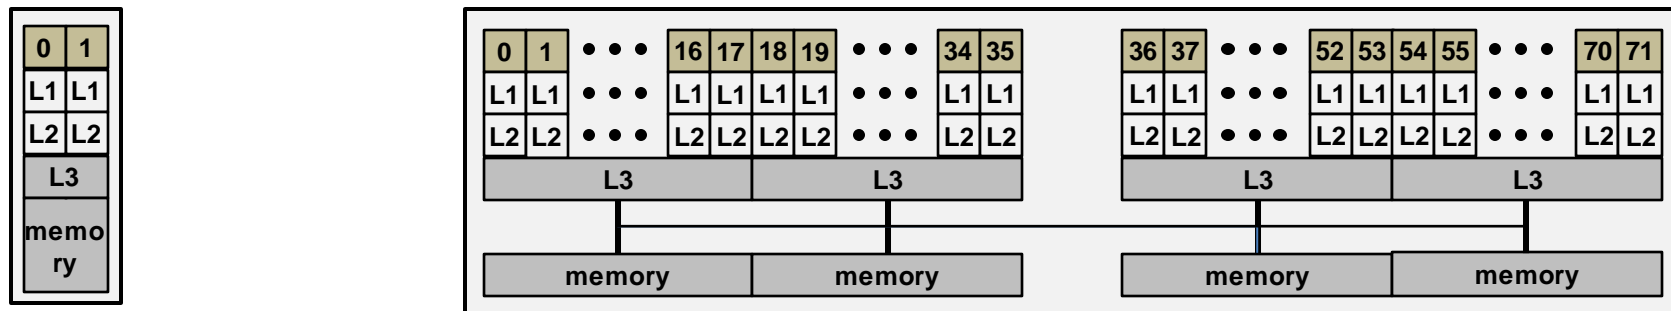 0 1
L1 L1
L2 L2
L3
memo
ry
0 1 16 17 18 19 34 35 36 37 52 53 54 55 70 71
L1 L1 L1 L1 L1 L1 L1 L1 L1 L1 L1 L1 L1 L1 L1 L1
L2 L2 L2 L2 L2 L2 L2 L2 L2 L2 L2 L2 L2 L2 L2 L2
L3 L3 L3 L3
memory memory memory memory